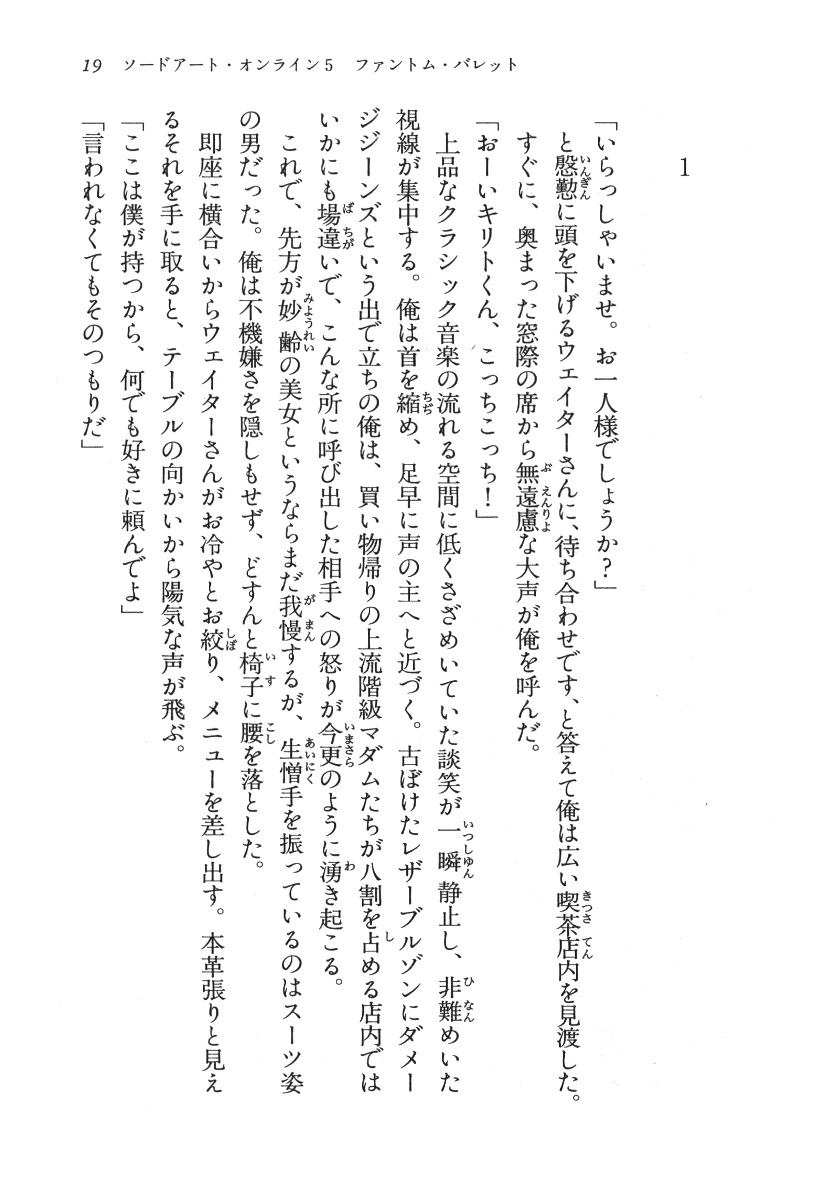 19 ソードアート・オンライン5 ファントム・バレット
1
「いらっしゃいませ。お一人様でしょうか？」
と慇懃に頭を下げるウェイターさんに、待ち合わせです、と答えて俺は広い喫茶店内を見渡した。
すぐに、奥まった窓際の席から無遠慮な大声が俺を呼んだ。
「おーいキリトくん、こっちこっち！」
上品なクラシック音楽の流れる空間に低くさざめいていた談笑が一瞬静止し、非難めいた
視線が集中する。俺は首を縮め、足早に声の主へと近づく。古ぼけたレザーブルゾンにダメー
ジジーンズという出で立ちの俺は、買い物帰りの上流階級マダムたちが八割を占める店内では
いかにも場違いで、こんな所に呼び出した相手への怒りが今更のように湧き起こる。
これで、先方が妙齢の美女というならまだ我慢するが、生憎手を振っているのはスーツ姿
の男だった。俺は不機嫌さを隠しもせず、どすんと椅子に腰を落とした。
即座に横合いからウェイターさんがお冷やとお絞り、メニューを差し出す。本革張りと見え
るそれを手に取ると、テーブルの向かいから陽気な声が飛ぶ。
「ここは僕が持つから、何でも好きに頼んでよ」
「言われなくてもそのつもりだ」